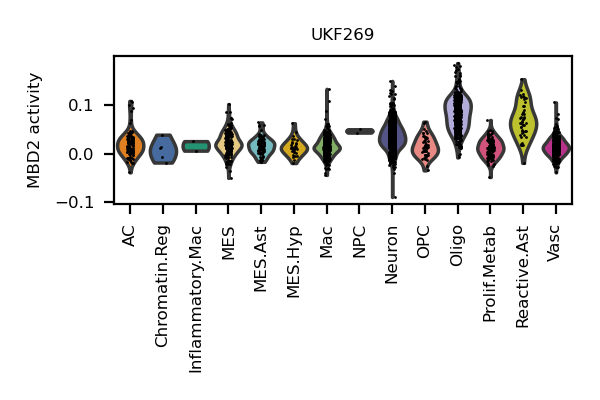 UKF269
MBD2 activity
0.1
0.0
−0.1
AC
Chromatin.Reg
Inflammatory.Mac
MES
MES.Ast
MES.Hyp
Mac
NPC
Neuron
OPC
Oligo
Prolif.Metab
Reactive.Ast
Vasc